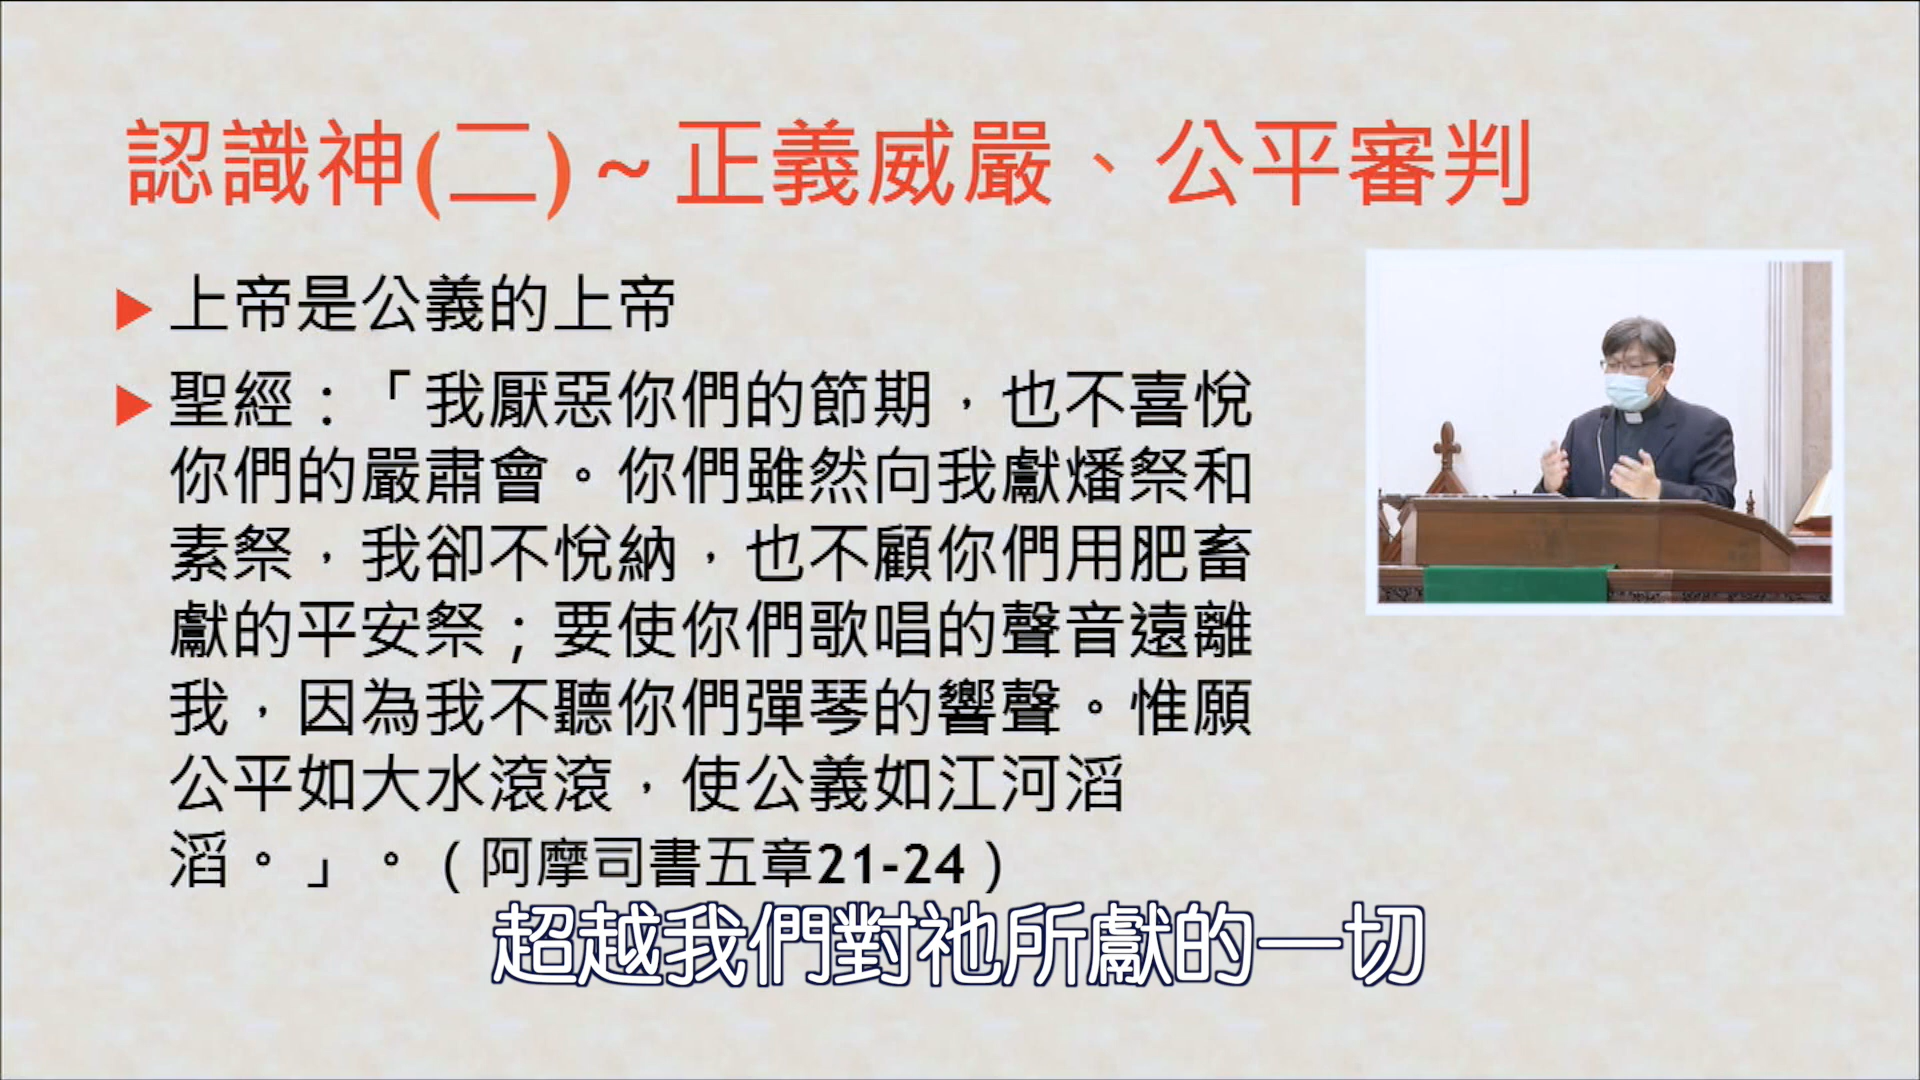 認識神(二)~正義威嚴、公平審判
▶上帝是公義的上帝
▶聖經：「我厭惡你們的節期，也不喜悅
你們的嚴肅會。你們雖然向我獻燔祭和
素祭，我卻不悅納，也不顧你們用肥畜
獻的平安祭；要使你們歌唱的聲音遠離
我，因為我不聽你們彈琴的響聲。惟願
公平如大水滾滾，使公義如江河滔
滔。」。（阿摩司書五章21-24）
超越我們對祂所獻的一切